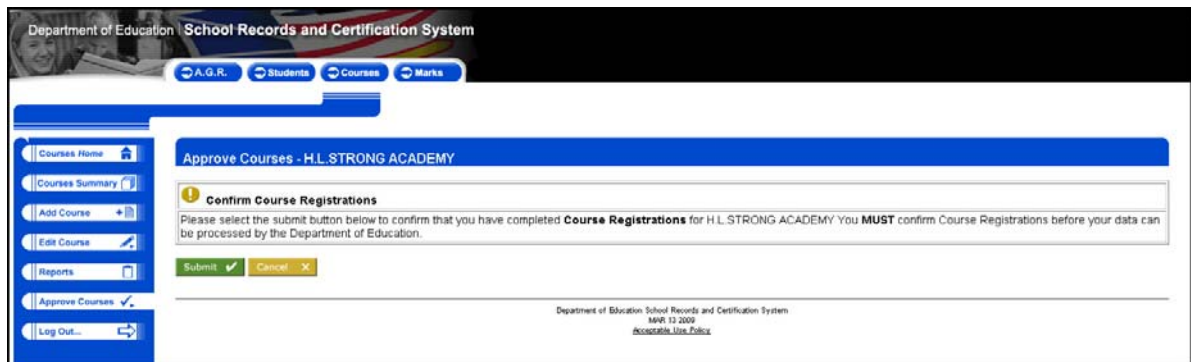 Department of Education | School Records and Certification System
A.G.R. Students Courses Marks
Courses Home
Courses Summary
Add Course
Edit Course
Reports
Approve Courses
Log Out...
Approve Courses - H.L.STRONG ACADEMY
Confirm Course Registrations
Please select the submit button below to confirm that you have completed Course Registrations for H.L.STRONG ACADEMY You MUST confirm Course Registrations before your data can
be processed by the Department of Education.
Submit Cancel X
Department of Education School Records and Certification System
MAR 13 2009
Acceptable Use Policy